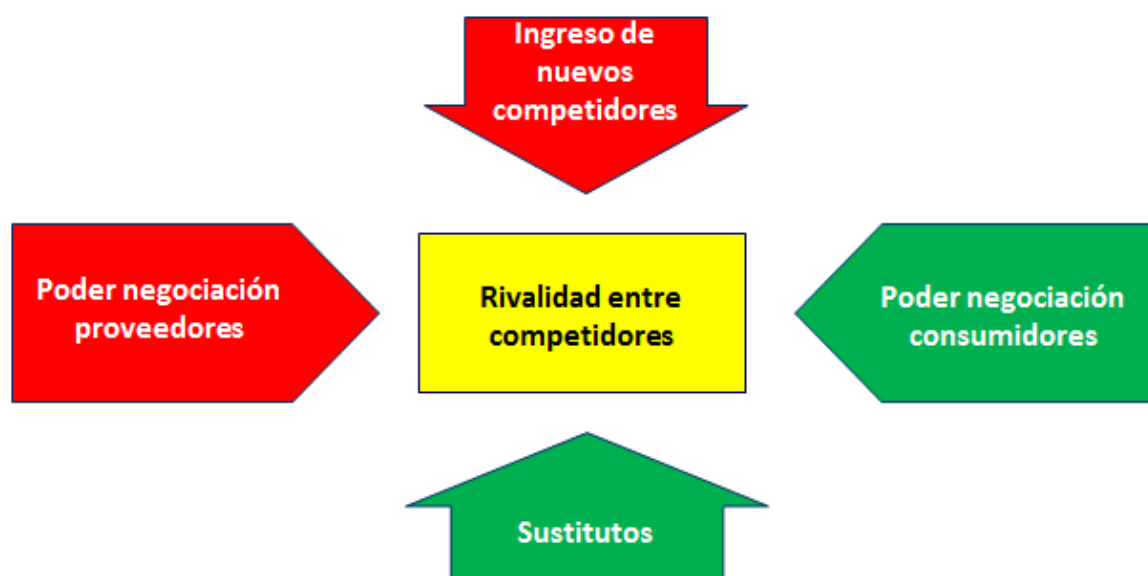 Ingreso de
nuevos
competidores
Poder negociación
proveedores
Rivalidad entre
competidores
Poder negociación
consumidores
Sustitutos